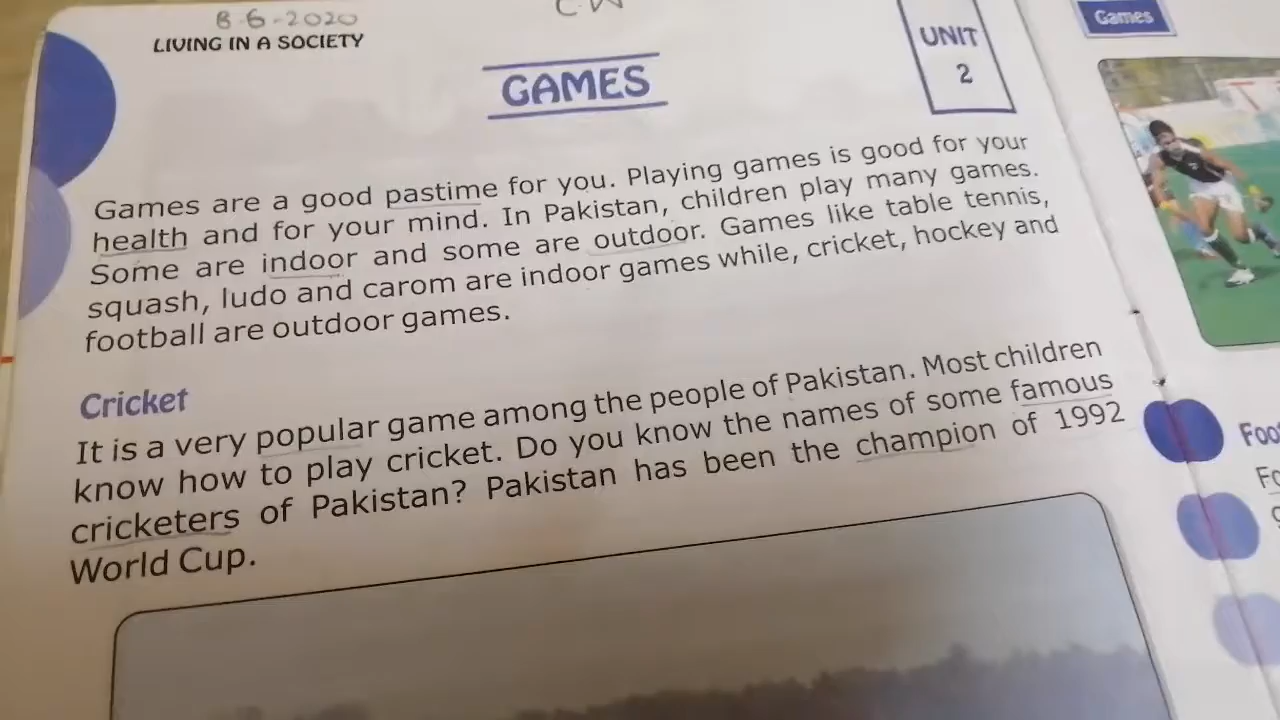 8-6-2020
CW
LIVING IN A SOCIETY
GAMES
UNIT
2
Games are a good pastime for you. Playing games is good for your
health and for your mind. In Pakistan, children play many games.
Some are indoor and some are outdoor. Games like table tennis,
squash, ludo and carom are indoor games while, cricket, hockey and
football are outdoor games.
Cricket
It is a very popular game among the people of Pakistan. Most children
know how to play cricket. Do you know the names of some famous
cricketers of Pakistan? Pakistan has been the champion of 1992
World Cup.
Games